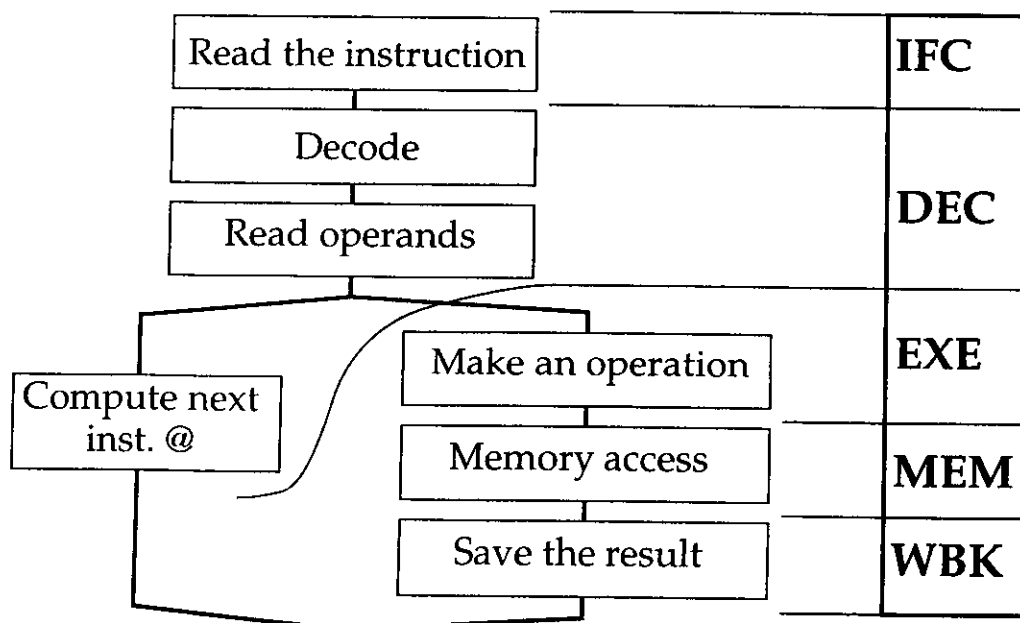 Read the instruction
IFC
Decode
Read operands
DEC
Make an operation
EXE
Compute next
inst. @
Memory access
MEM
Save the result
WBK